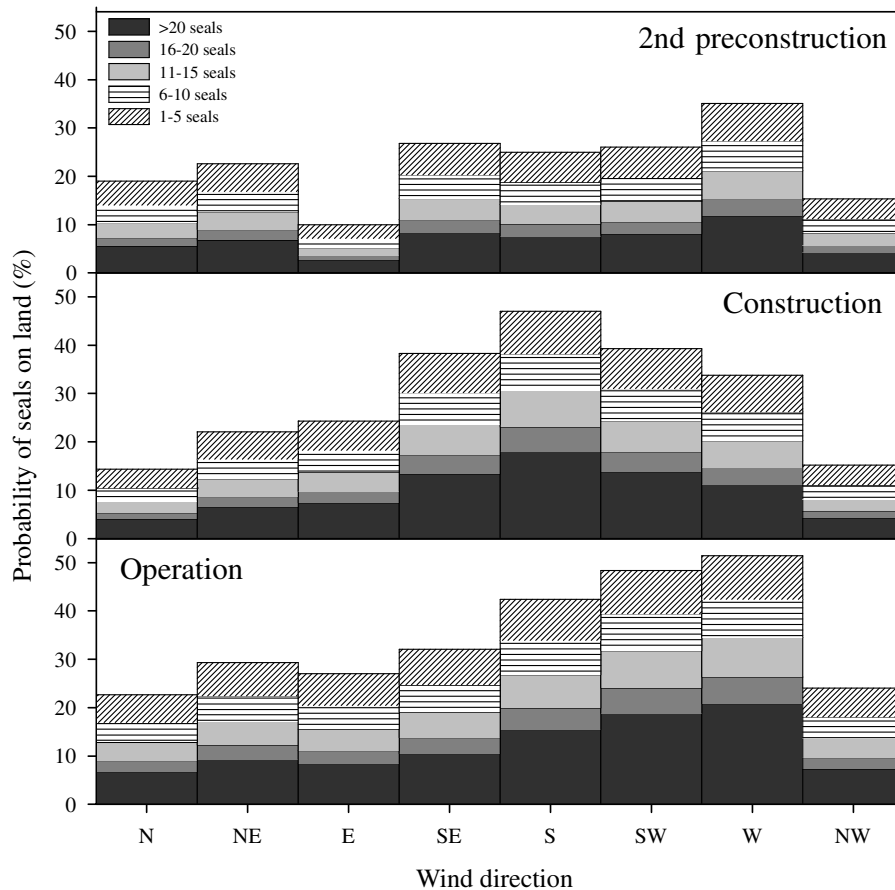 >20 seals
16-20 seals
11-15 seals
6-10 seals
1-5 seals
2nd preconstruction
50
40
30
20
10
0
Construction
50
40
30
20
10
0
Operation
50
40
30
20
10
0
Probability of seals on land (%)
N NE E SE S SW W NW
Wind direction